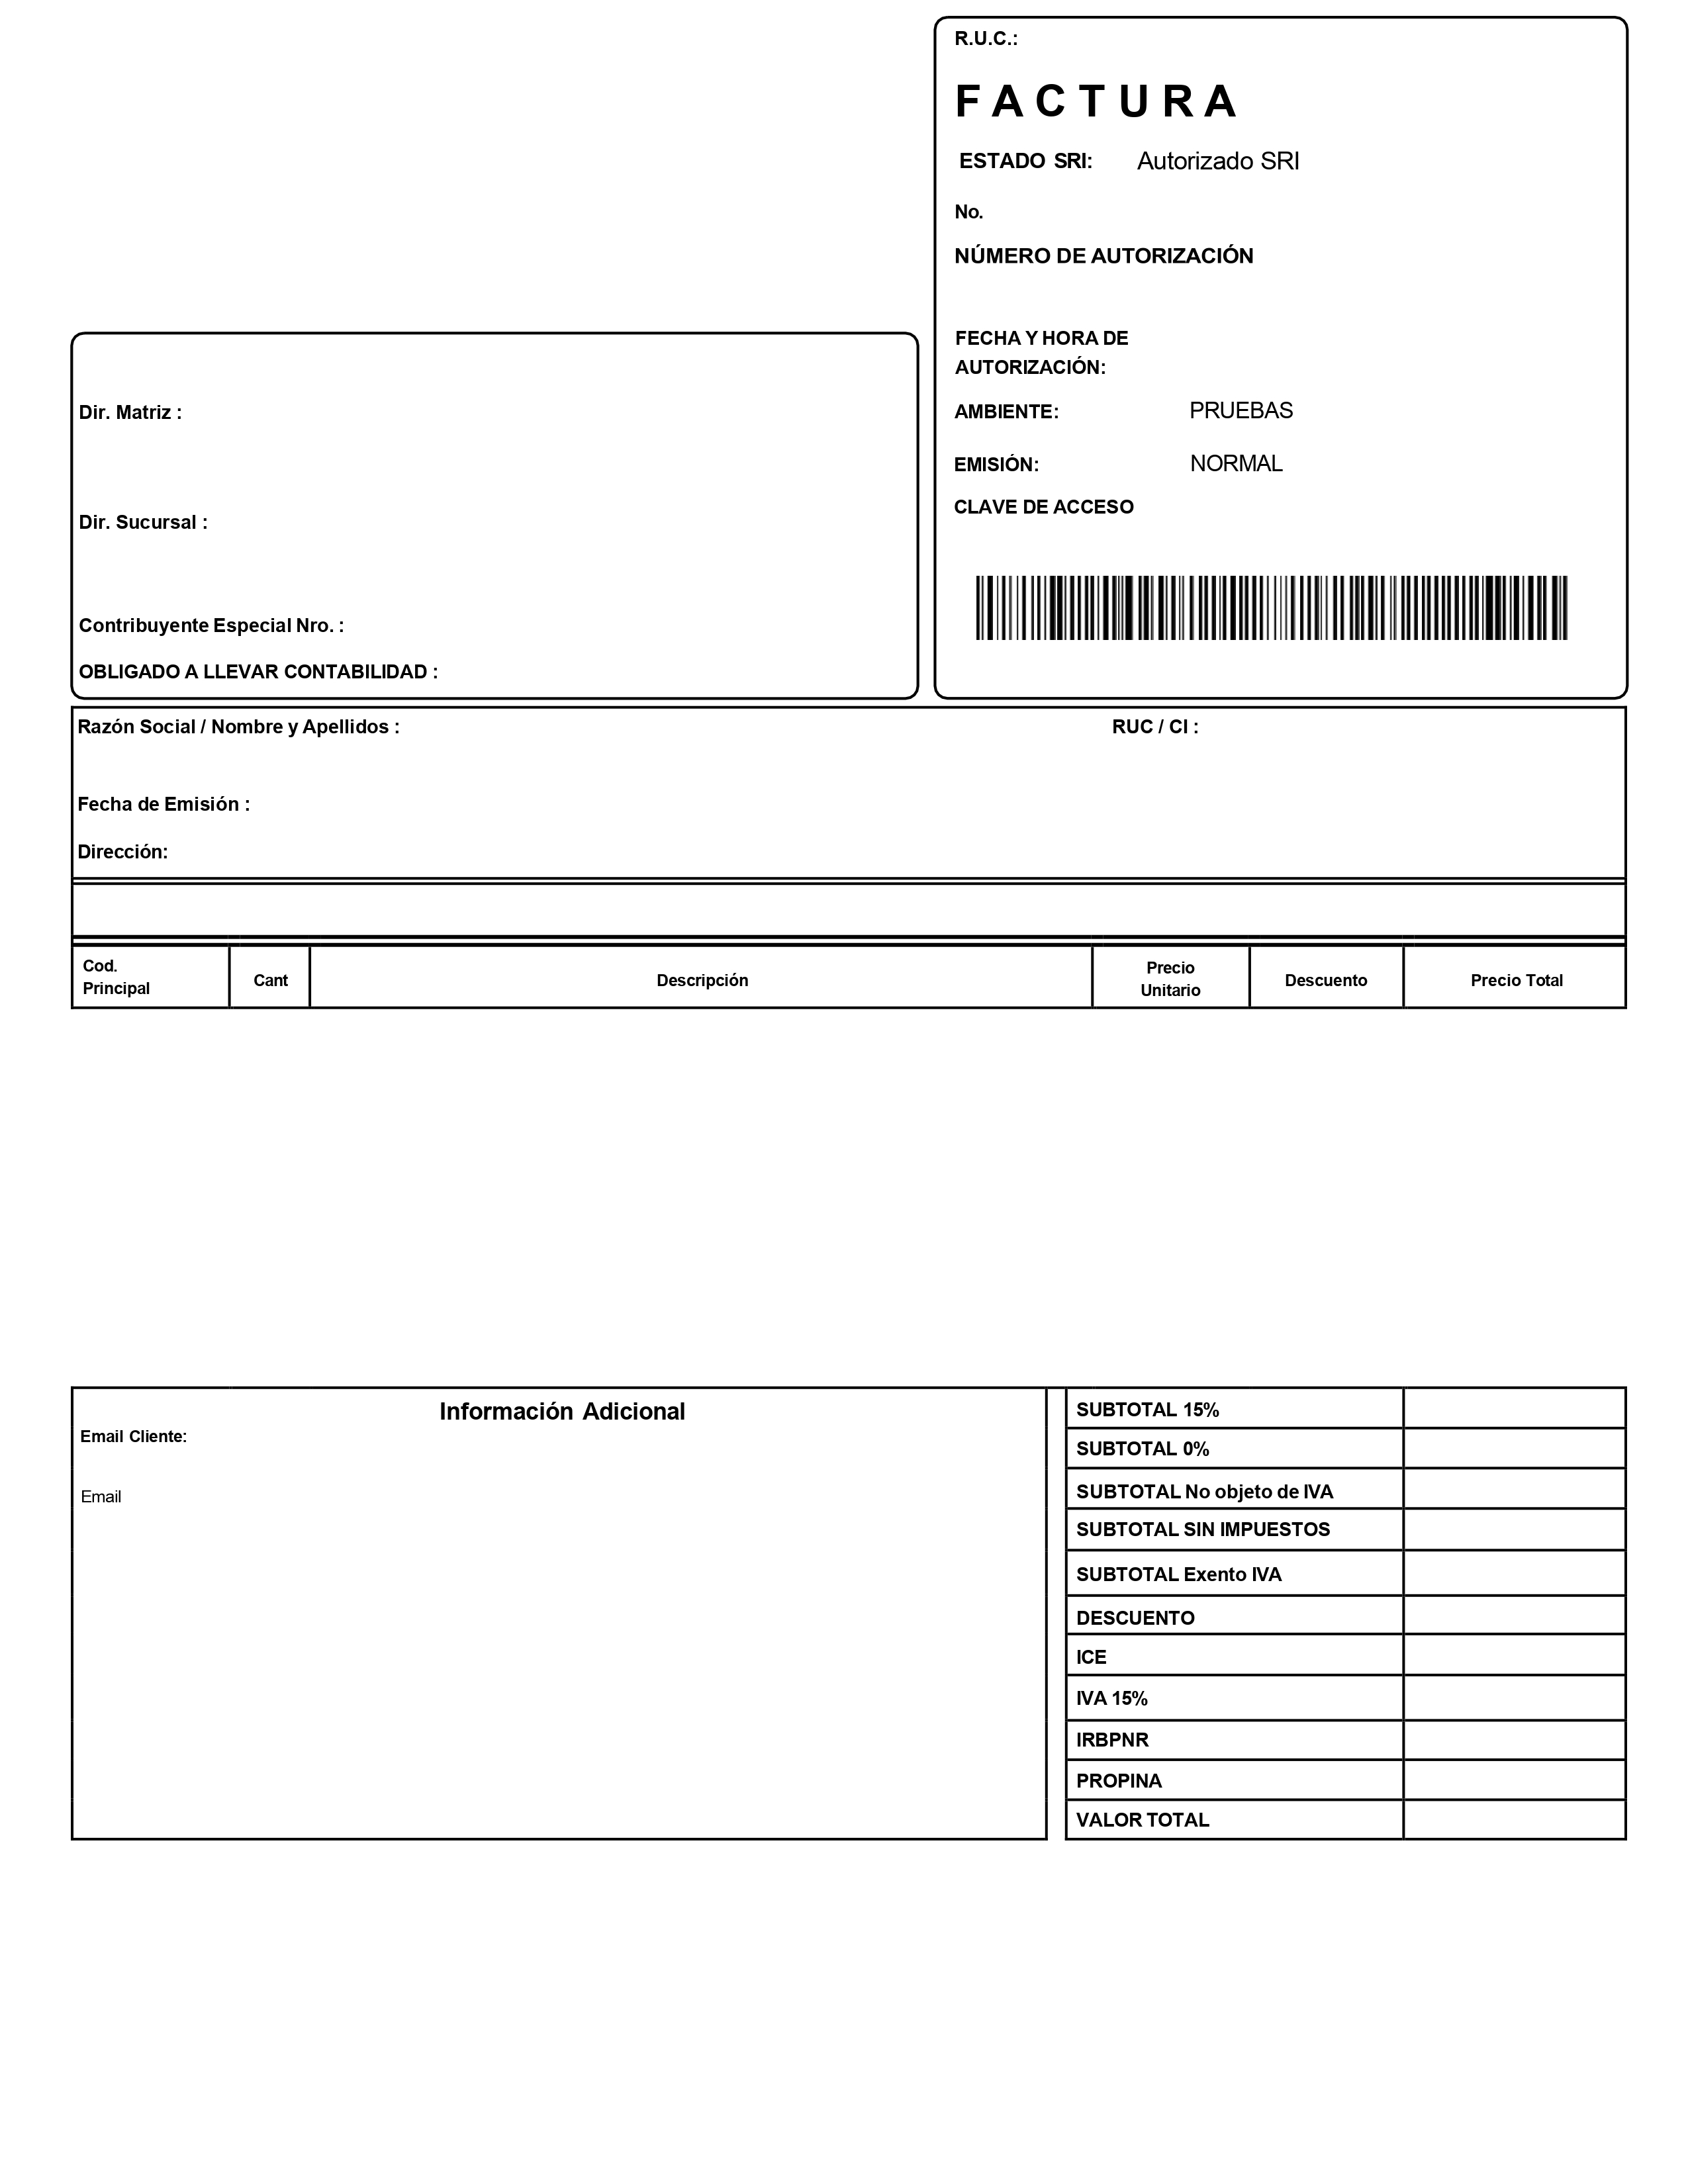 R.U.C.:
FACTURA
ESTADO SRI: Autorizado SRI
No.
NÚMERO DE AUTORIZACIÓN
FECHA Y HORA DE
AUTORIZACIÓN:
AMBIENTE: PRUEBAS
EMISIÓN: NORMAL
CLAVE DE ACCESO
Dir. Matriz :
Dir. Sucursal :
Contribuyente Especial Nro. :
OBLIGADO A LLEVAR CONTABILIDAD :
Razón Social / Nombre y Apellidos : RUC / CI :
Fecha de Emisión :
Dirección:
Cod.
Principal
Cant
Descripción
Precio
Unitario
Descuento
Precio Total
Información Adicional
Email Cliente:
Email
SUBTOTAL 15%
SUBTOTAL 0%
SUBTOTAL No objeto de IVA
SUBTOTAL SIN IMPUESTOS
SUBTOTAL Exento IVA
DESCUENTO
ICE
IVA 15%
IRBPNR
PROPINA
VALOR TOTAL